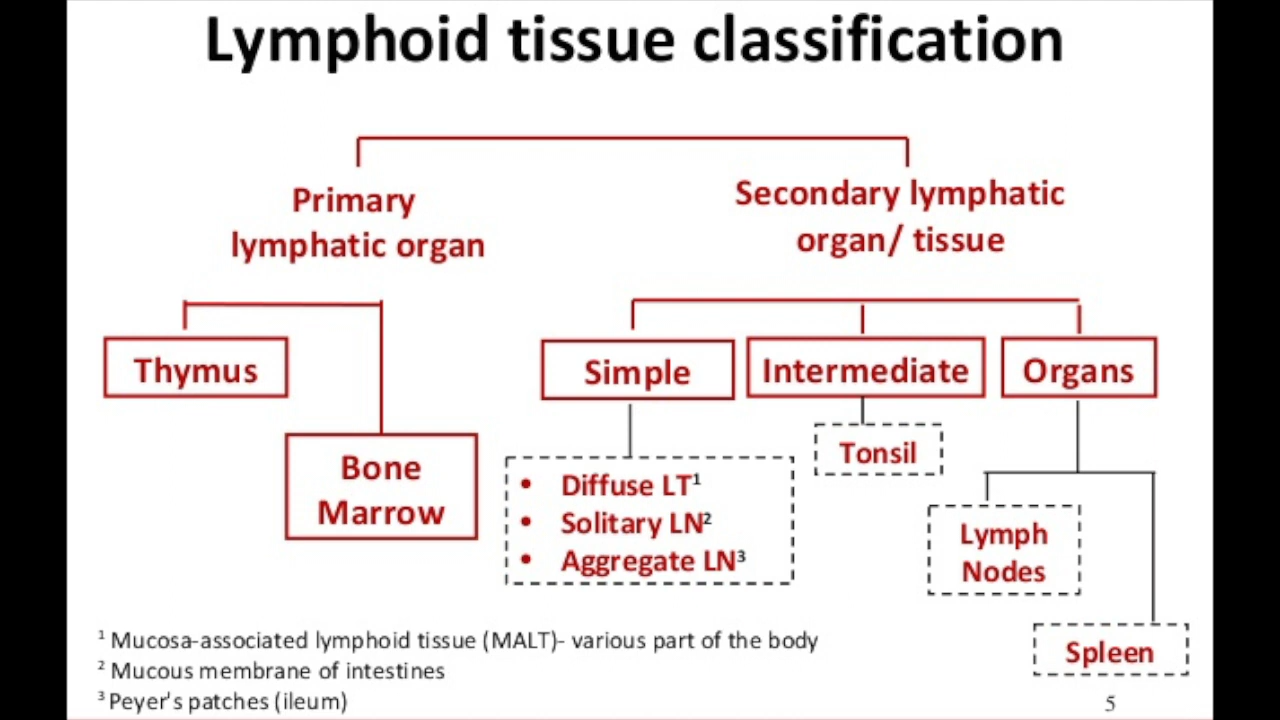 Lymphoid tissue classification
Primary
lymphatic organ
Secondary lymphatic
organ/ tissue
Thymus
Bone
Marrow
Simple
Intermediate
Organs
• Diffuse LT¹
• Solitary LN²
• Aggregate LN³
Tonsil
Lymph
Nodes
Spleen
¹ Mucosa-associated lymphoid tissue (MALT)- various part of the body
² Mucous membrane of intestines
³ Peyer's patches (ileum)
5